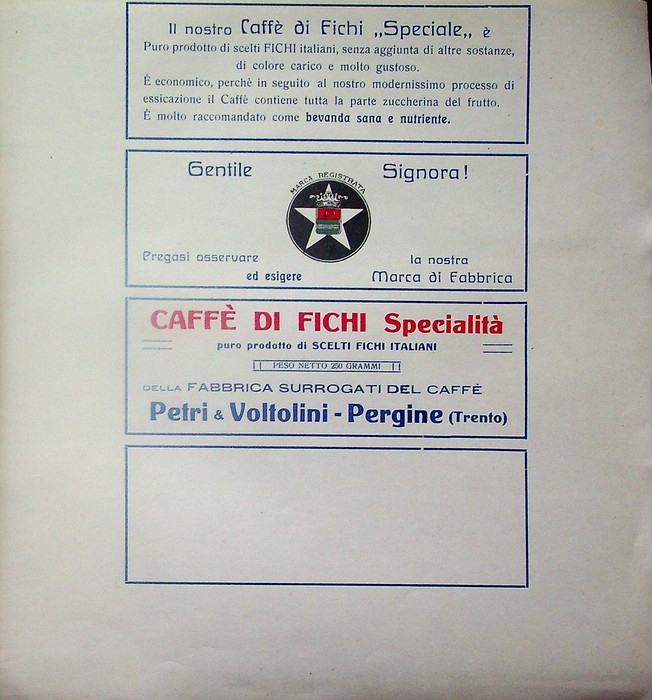 Il nostro Caffè di Fichi „Speciale„ è
Puro prodotto di scelti FICHI italiani, senza aggiunta di altre sostanze,
di colore carico e molto gustoso.
È economico, perchè in seguito al nostro modernissimo processo di
essicazione il Caffè contiene tutta la parte zuccherina del frutto.
È molto raccomandato come bevanda sana e nutriente.
Gentile Signora!
MARCA REGISTRATA
Pregasi osservare la nostra
ed esigere Marca di Fabbrica
CAFFÈ DI FICHI Specialità
puro prodotto di SCELTI FICHI ITALIANI
PESO NETTO 250 GRAMMI
DELLA FABBRICA SURROGATI DEL CAFFÈ
Petri & Voltolini - Pergine (Trento)